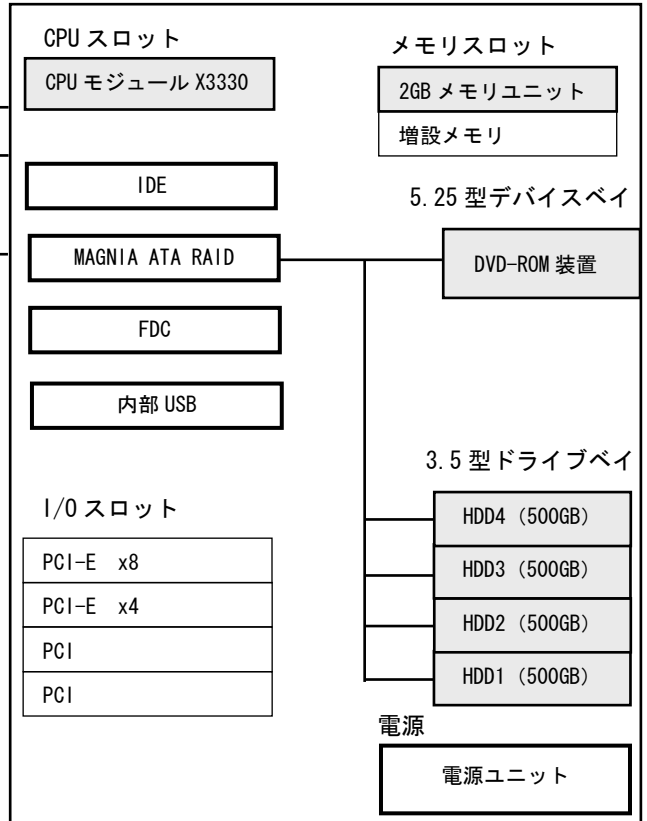 CPU スロット
CPU モジュール X3330
メモリスロット
2GB メモリユニット
増設メモリ
IDE
5.25 型デバイスベイ
MAGNIA ATA RAID
DVD-ROM 装置
FDC
内部 USB
3.5 型ドライブベイ
I/O スロット
HDD4 (500GB)
PCI-E x8
HDD3 (500GB)
PCI-E x4
HDD2 (500GB)
PCI
HDD1 (500GB)
PCI
電源
電源ユニット